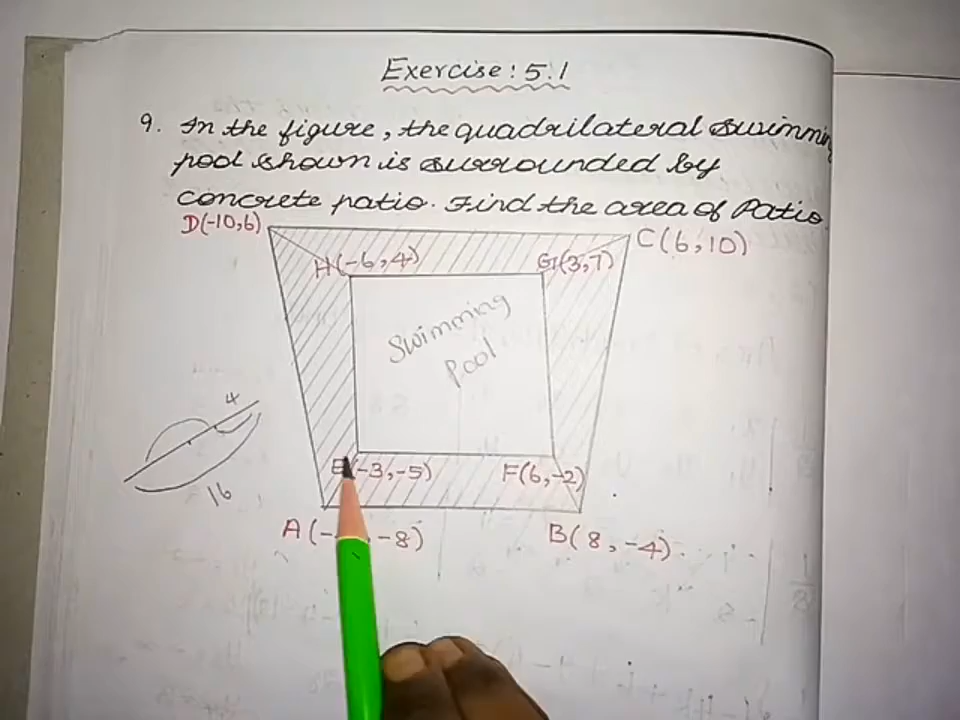 Exercise: 5.1
9. In the figure, the quadrilateral swimmin
pool shown is surrounded by
concrete patio. Find the area of Patio.
D(-10,6)
C(6,10)
H(-6,4)
G(3,7)
Swimming
Pool
4
16
E(-3,-5)
F(6,-2)
A(- , -8)
B(8,-4)